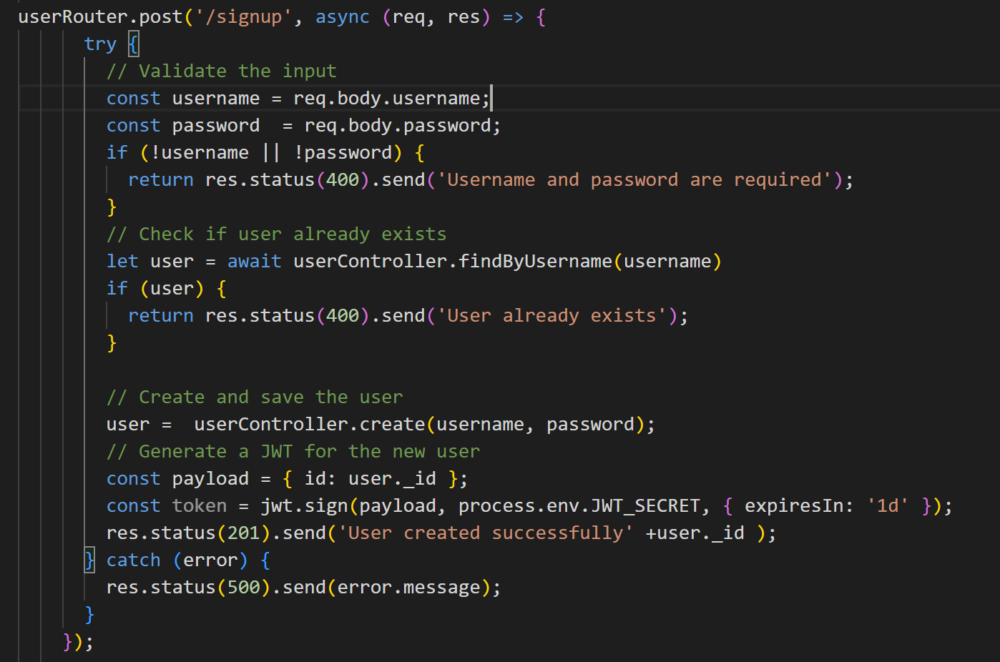 userRouter.post('/signup', async (req, res) => {
try {
// Validate the input
const username = req.body.username;
const password  = req.body.password;
if (!username || !password) {
return res.status(400).send('Username and password are required');
}
// Check if user already exists
let user = await userController.findByUsername(username)
if (user) {
return res.status(400).send('User already exists');
}
// Create and save the user
user =  userController.create(username, password);
// Generate a JWT for the new user
const payload = { id: user._id };
const token = jwt.sign(payload, process.env.JWT_SECRET, { expiresIn: '1d' });
res.status(201).send('User created successfully' +user._id );
} catch (error) {
res.status(500).send(error.message);
}
});